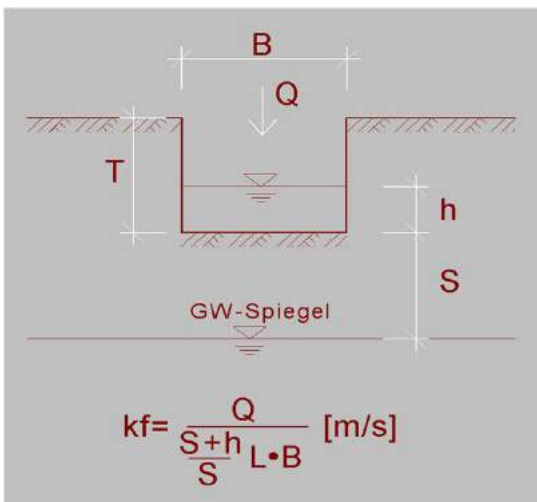 B
Q
T
h
S
GW-Spiegel
kf= Q / (S+h / S) L•B [m/s]